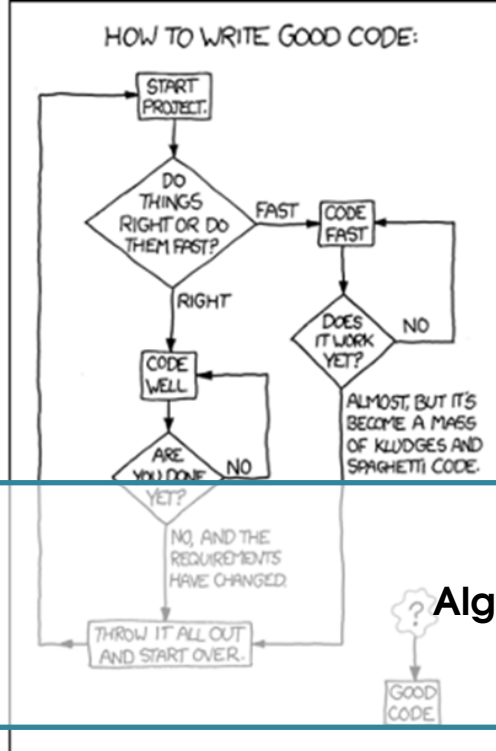 HOW TO WRITE GOOD CODE:
START
PROJECT.
DO
THINGS
RIGHT OR DO
THEM FAST?
FAST
CODE
FAST
RIGHT
DOES
IT WORK
YET?
NO
CODE
WELL
ALMOST, BUT IT'S
BECOME A MASS
OF KLUDGES AND
SPAGHETTI CODE.
ARE
YOU DONE
YET?
NO
NO, AND THE
REQUIREMENTS
HAVE CHANGED.
THROW IT ALL OUT
AND START OVER.
?
Alg
GOOD
CODE